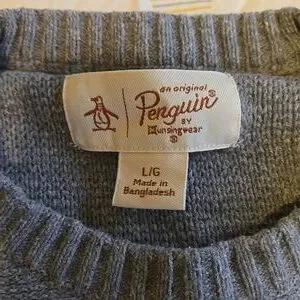 an original
Penguin®
BY
Munsingwear
®
L/G
Made in
Bangladesh